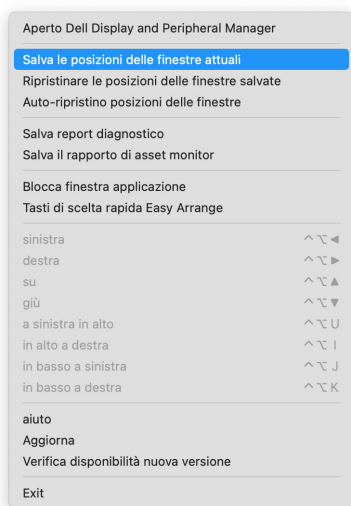 Aperto Dell Display and Peripheral Manager
Salva le posizioni delle finestre attuali
Ripristinare le posizioni delle finestre salvate
Auto-ripristino posizioni delle finestre
Salva report diagnostico
Salva il rapporto di asset monitor
Blocca finestra applicazione
Tasti di scelta rapida Easy Arrange
sinistra ⌃⌥◀
destra ⌃⌥▶
su ⌃⌥▲
giù ⌃⌥▼
a sinistra in alto ⌃⌥U
in alto a destra ⌃⌥I
in basso a sinistra ⌃⌥J
in basso a destra ⌃⌥K
aiuto
Aggiorna
Verifica disponibilità nuova versione
Exit